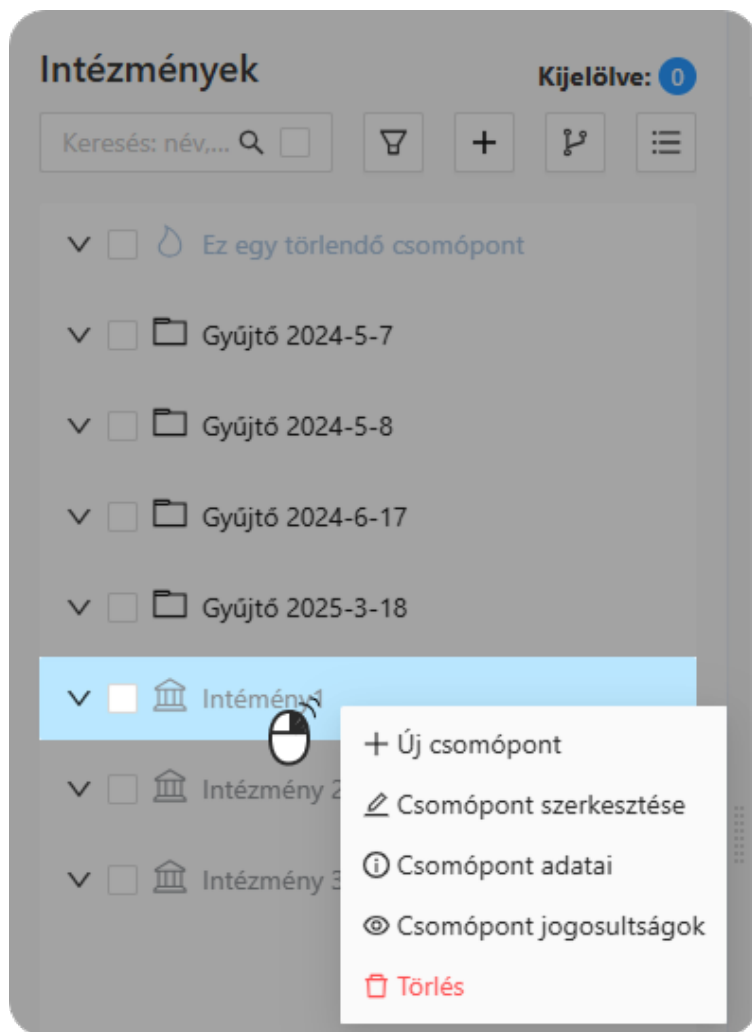 Intézmények
Kijelölve: 0
Keresés: név,...
Ez egy törlendő csomópont
Gyűjtő 2024-5-7
Gyűjtő 2024-5-8
Gyűjtő 2024-6-17
Gyűjtő 2025-3-18
Intémény1
Új csomópont
Intézmény 2
Csomópont szerkesztése
Csomópont adatai
Intézmény 3
Csomópont jogosultságok
Törlés